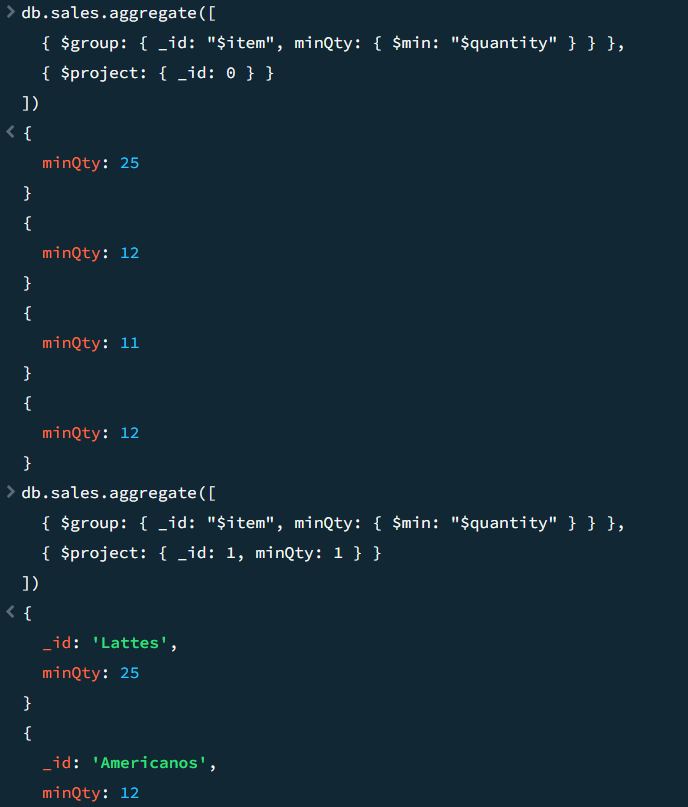 > db.sales.aggregate([
{ $group: { _id: "$item", minQty: { $min: "$quantity" } } },
{ $project: { _id: 0 } }
])
< {
minQty: 25
}
{
minQty: 12
}
{
minQty: 11
}
{
minQty: 12
}
> db.sales.aggregate([
{ $group: { _id: "$item", minQty: { $min: "$quantity" } } },
{ $project: { _id: 1, minQty: 1 } }
])
< {
_id: 'Lattes',
minQty: 25
}
{
_id: 'Americanos',
minQty: 12